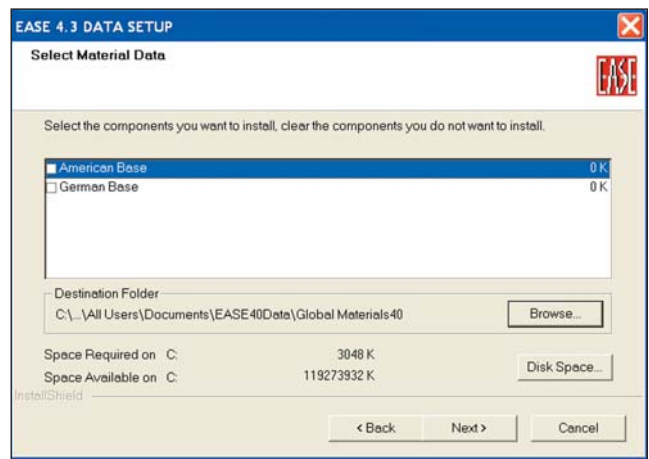 EASE 4.3 DATA SETUP
Select Material Data
EASE
Select the components you want to install, clear the components you do not want to install.
American Base 0 K
German Base 0 K
Destination Folder
C:\...\All Users\Documents\EASE40Data\Global Materials40
Browse...
Space Required on C: 3048 K
Space Available on C: 119273932 K
Disk Space...
InstallShield
< Back Next > Cancel